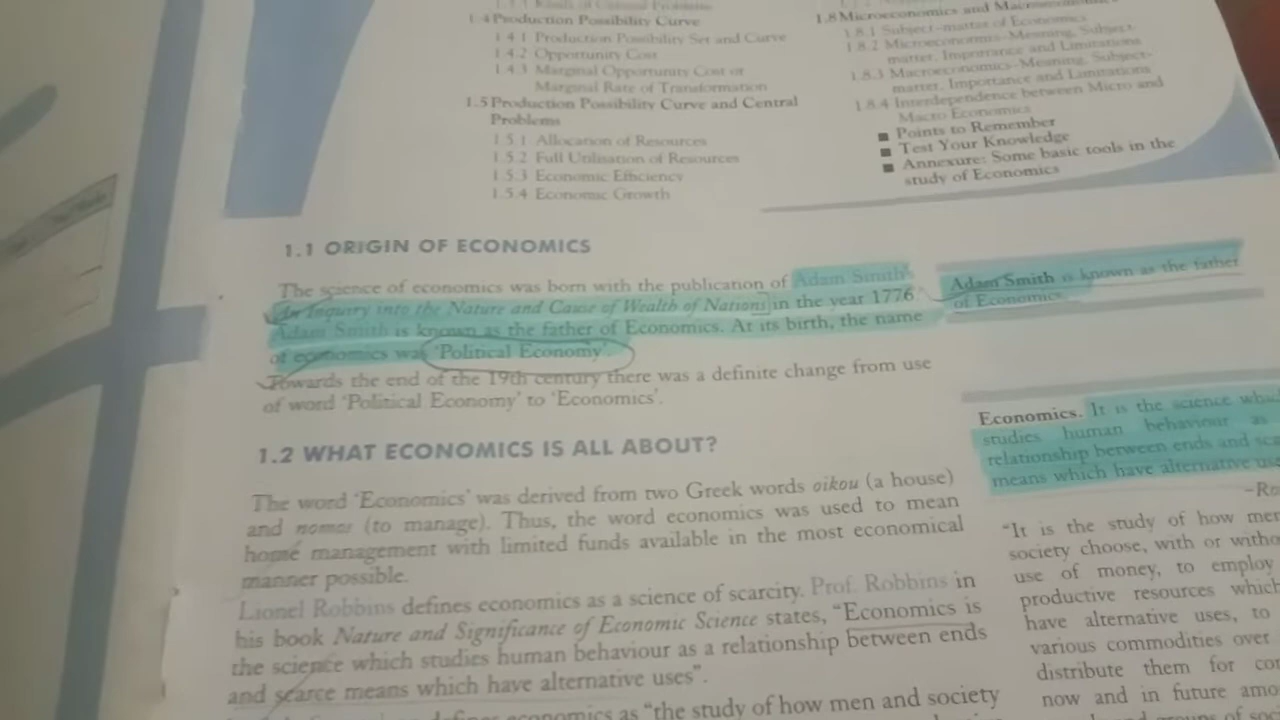 1.4 Production Possibility Curve
1.4.1 Production Possibility Set and Curve
1.4.2 Opportunity Cost
1.4.3 Marginal Opportunity Cost or
Marginal Rate of Transformation
1.5 Production Possibility Curve and Central
Problems
1.5.1 Allocation of Resources
1.5.2 Full Utilisation of Resources
1.5.3 Economic Efficiency
1.5.4 Economic Growth
1.8 Microeconomics and
1.8.1 Subject-matter of Economics
1.8.2 Microeconomics-Meaning, Subject-
matter, Importance and Limitations
1.8.3 Macroeconomics-Meaning, Subject-
matter, Importance and Limitations
1.8.4 Interdependence between Micro and
Macro Economics
■ Points to Remember
■ Test Your Knowledge
■ Annexure: Some basic tools in the
study of Economics
1.1 ORIGIN OF ECONOMICS
The science of economics was born with the publication of Adam Smith's
An Inquiry into the Nature and Cause of Wealth of Nations in the year 1776.
Adam Smith is known as the father of Economics. At its birth, the name
of economics was 'Political Economy'.
Towards the end of the 19th century there was a definite change from use
of word 'Political Economy' to 'Economics'.
Adam Smith is known as the father
of Economics.
1.2 WHAT ECONOMICS IS ALL ABOUT?
The word 'Economics' was derived from two Greek words oikou (a house)
and nomos (to manage). Thus, the word economics was used to mean
home management with limited funds available in the most economical
manner possible.
Lionel Robbins defines economics as a science of scarcity. Prof. Robbins in
his book Nature and Significance of Economic Science states, "Economics is
the science which studies human behaviour as a relationship between ends
and scarce means which have alternative uses".
economics as "the study of how men and society
Economics. It is the science
studies human behaviour as
relationship between ends and
means which have alternative
"It is the study of how men
society choose, with or
use of money, to employ
productive resources which
have alternative uses, to
various commodities over
distribute them for
now and in future